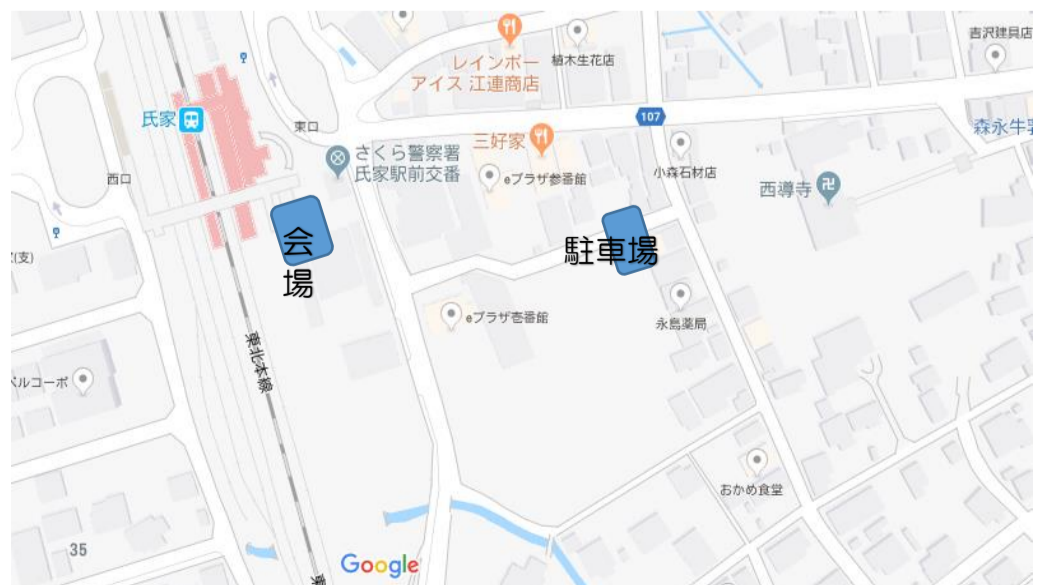 吉沢建具店
レインボー
アイス 江連商店
植木生花店
氏家
東口
107
森永牛乳
さくら警察署
氏家駅前交番
三好家
eプラザ参番館
小森石材店
西口
西導寺
会
場
駐車場
(支)
eプラザ壱番館
永島薬局
東北本線
ベルコーポ
おかめ食堂
35
Google
東